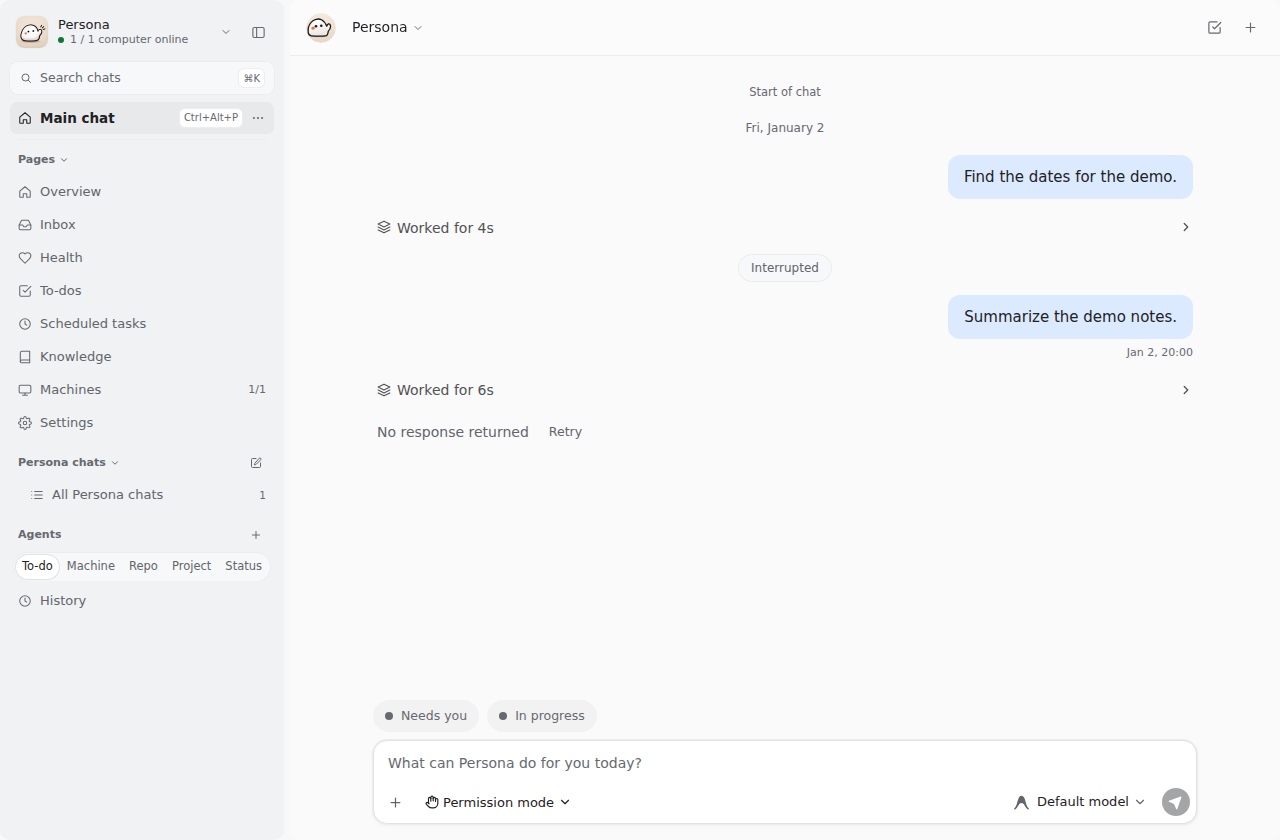 Persona
1 / 1 computer online
Search chats
⌘K
Main chat
Ctrl+Alt+P
Pages
Overview
Inbox
Health
To-dos
Scheduled tasks
Knowledge
Machines 1/1
Settings
Persona chats
All Persona chats 1
Agents
To-do Machine Repo Project Status
History
Persona
Start of chat
Fri, January 2
Find the dates for the demo.
Worked for 4s
Interrupted
Summarize the demo notes.
Jan 2, 20:00
Worked for 6s
No response returned Retry
Needs you In progress
What can Persona do for you today?
Permission mode Default model